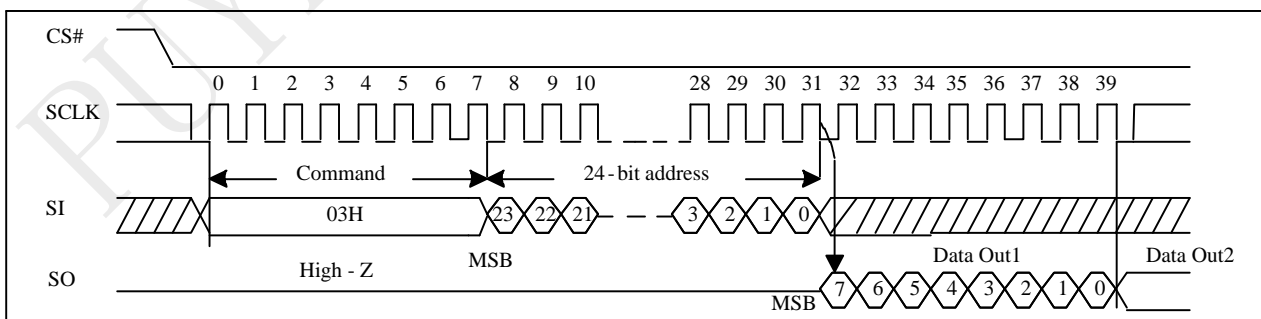 PUY
CS#
0 1 2 3 4 5 6 7 8 9 10 28 29 30 31 32 33 34 35 36 37 38 39
SCLK
Command 24-bit address
SI 03H 23 22 21 3 2 1 0
MSB Data Out1 Data Out2
High - Z
SO MSB 7 6 5 4 3 2 1 0